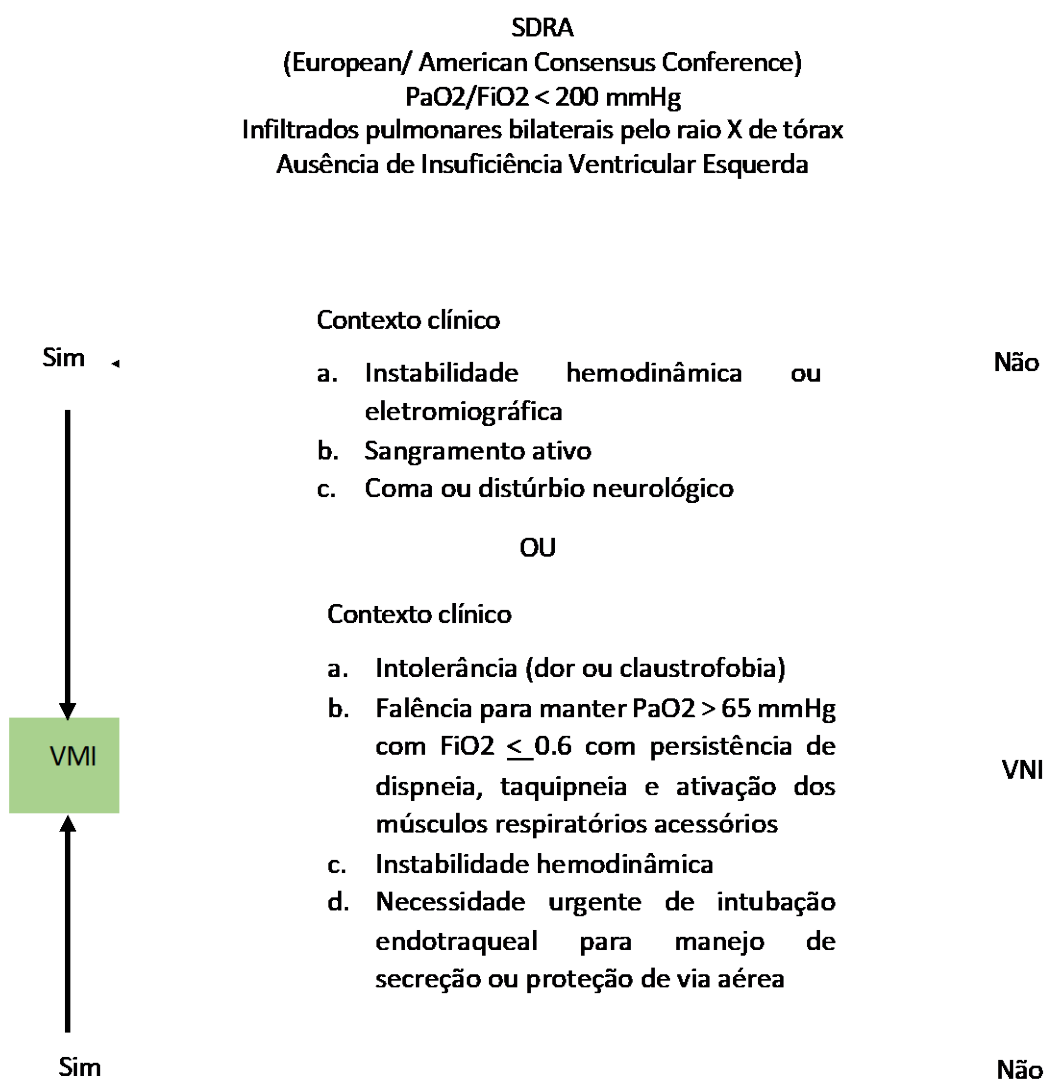 SDRA
(European/ American Consensus Conference)
PaO2/FiO2 < 200 mmHg
Infiltrados pulmonares bilaterais pelo raio X de tórax
Ausência de Insuficiência Ventricular Esquerda
Contexto clínico
Sim
Não
a. Instabilidade hemodinâmica ou
eletromiográfica
b. Sangramento ativo
c. Coma ou distúrbio neurológico
OU
Contexto clínico
a. Intolerância (dor ou claustrofobia)
b. Falência para manter PaO2 > 65 mmHg
com FiO2 < 0.6 com persistência de
dispneia, taquipneia e ativação dos
músculos respiratórios acessórios
VMI
VNI
c. Instabilidade hemodinâmica
d. Necessidade urgente de intubação
endotraqueal para manejo de
secreção ou proteção de via aérea
Sim
Não